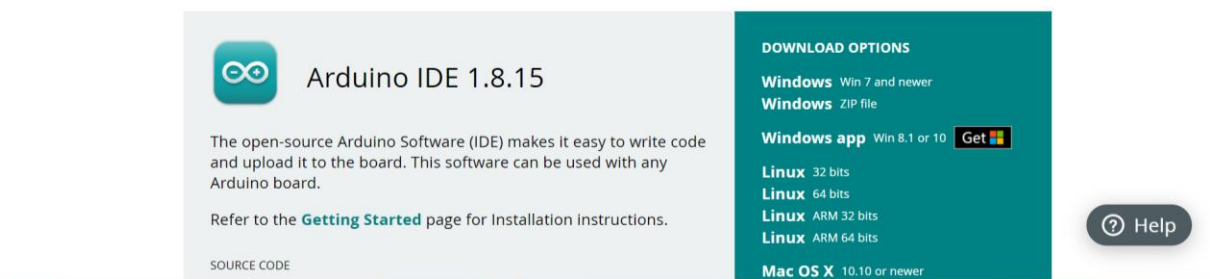 Arduino IDE 1.8.15
The open-source Arduino Software (IDE) makes it easy to write code
and upload it to the board. This software can be used with any
Arduino board.
Refer to the Getting Started page for Installation instructions.
SOURCE CODE
DOWNLOAD OPTIONS
Windows Win 7 and newer
Windows ZIP file
Windows app Win 8.1 or 10 Get
Linux 32 bits
Linux 64 bits
Linux ARM 32 bits
Linux ARM 64 bits
Mac OS X 10.10 or newer
Help